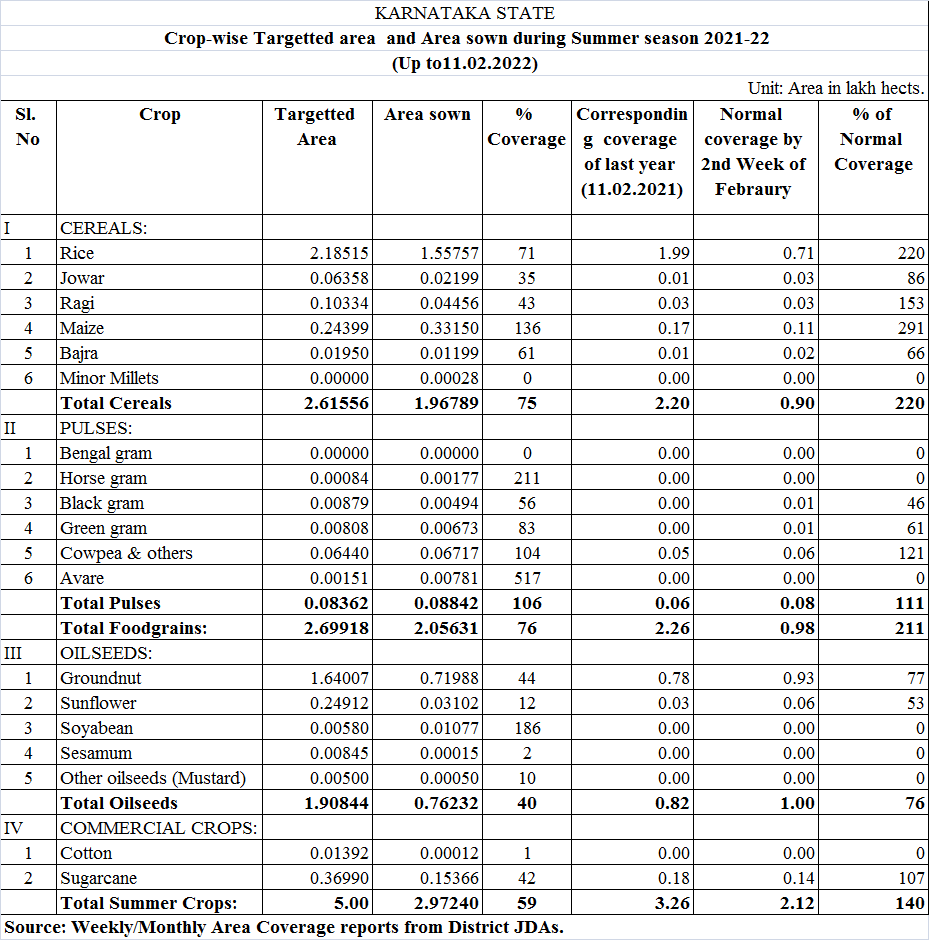 KARNATAKA STATE
Crop-wise Targetted area and Area sown during Summer season 2021-22
(Up to11.02.2022)
Unit: Area in lakh hects.
Sl. No | Crop | Targetted Area | Area sown | % Coverage | Correspondin g coverage of last year (11.02.2021) | Normal coverage by 2nd Week of Febraury | % of Normal Coverage
I CEREALS:
1 Rice 2.18515 1.55757 71 1.99 0.71 220
2 Jowar 0.06358 0.02199 35 0.01 0.03 86
3 Ragi 0.10334 0.04456 43 0.03 0.03 153
4 Maize 0.24399 0.33150 136 0.17 0.11 291
5 Bajra 0.01950 0.01199 61 0.01 0.02 66
6 Minor Millets 0.00000 0.00028 0 0.00 0.00 0
Total Cereals 2.61556 1.96789 75 2.20 0.90 220
II PULSES:
1 Bengal gram 0.00000 0.00000 0 0.00 0.00 0
2 Horse gram 0.00084 0.00177 211 0.00 0.00 0
3 Black gram 0.00879 0.00494 56 0.00 0.01 46
4 Green gram 0.00808 0.00673 83 0.00 0.01 61
5 Cowpea & others 0.06440 0.06717 104 0.05 0.06 121
6 Avare 0.00151 0.00781 517 0.00 0.00 0
Total Pulses 0.08362 0.08842 106 0.06 0.08 111
Total Foodgrains: 2.69918 2.05631 76 2.26 0.98 211
III OILSEEDS:
1 Groundnut 1.64007 0.71988 44 0.78 0.93 77
2 Sunflower 0.24912 0.03102 12 0.03 0.06 53
3 Soyabean 0.00580 0.01077 186 0.00 0.00 0
4 Sesamum 0.00845 0.00015 2 0.00 0.00 0
5 Other oilseeds (Mustard) 0.00500 0.00050 10 0.00 0.00 0
Total Oilseeds 1.90844 0.76232 40 0.82 1.00 76
IV COMMERCIAL CROPS:
1 Cotton 0.01392 0.00012 1 0.00 0.00 0
2 Sugarcane 0.36990 0.15366 42 0.18 0.14 107
Total Summer Crops: 5.00 2.97240 59 3.26 2.12 140
Source: Weekly/Monthly Area Coverage reports from District JDAs.